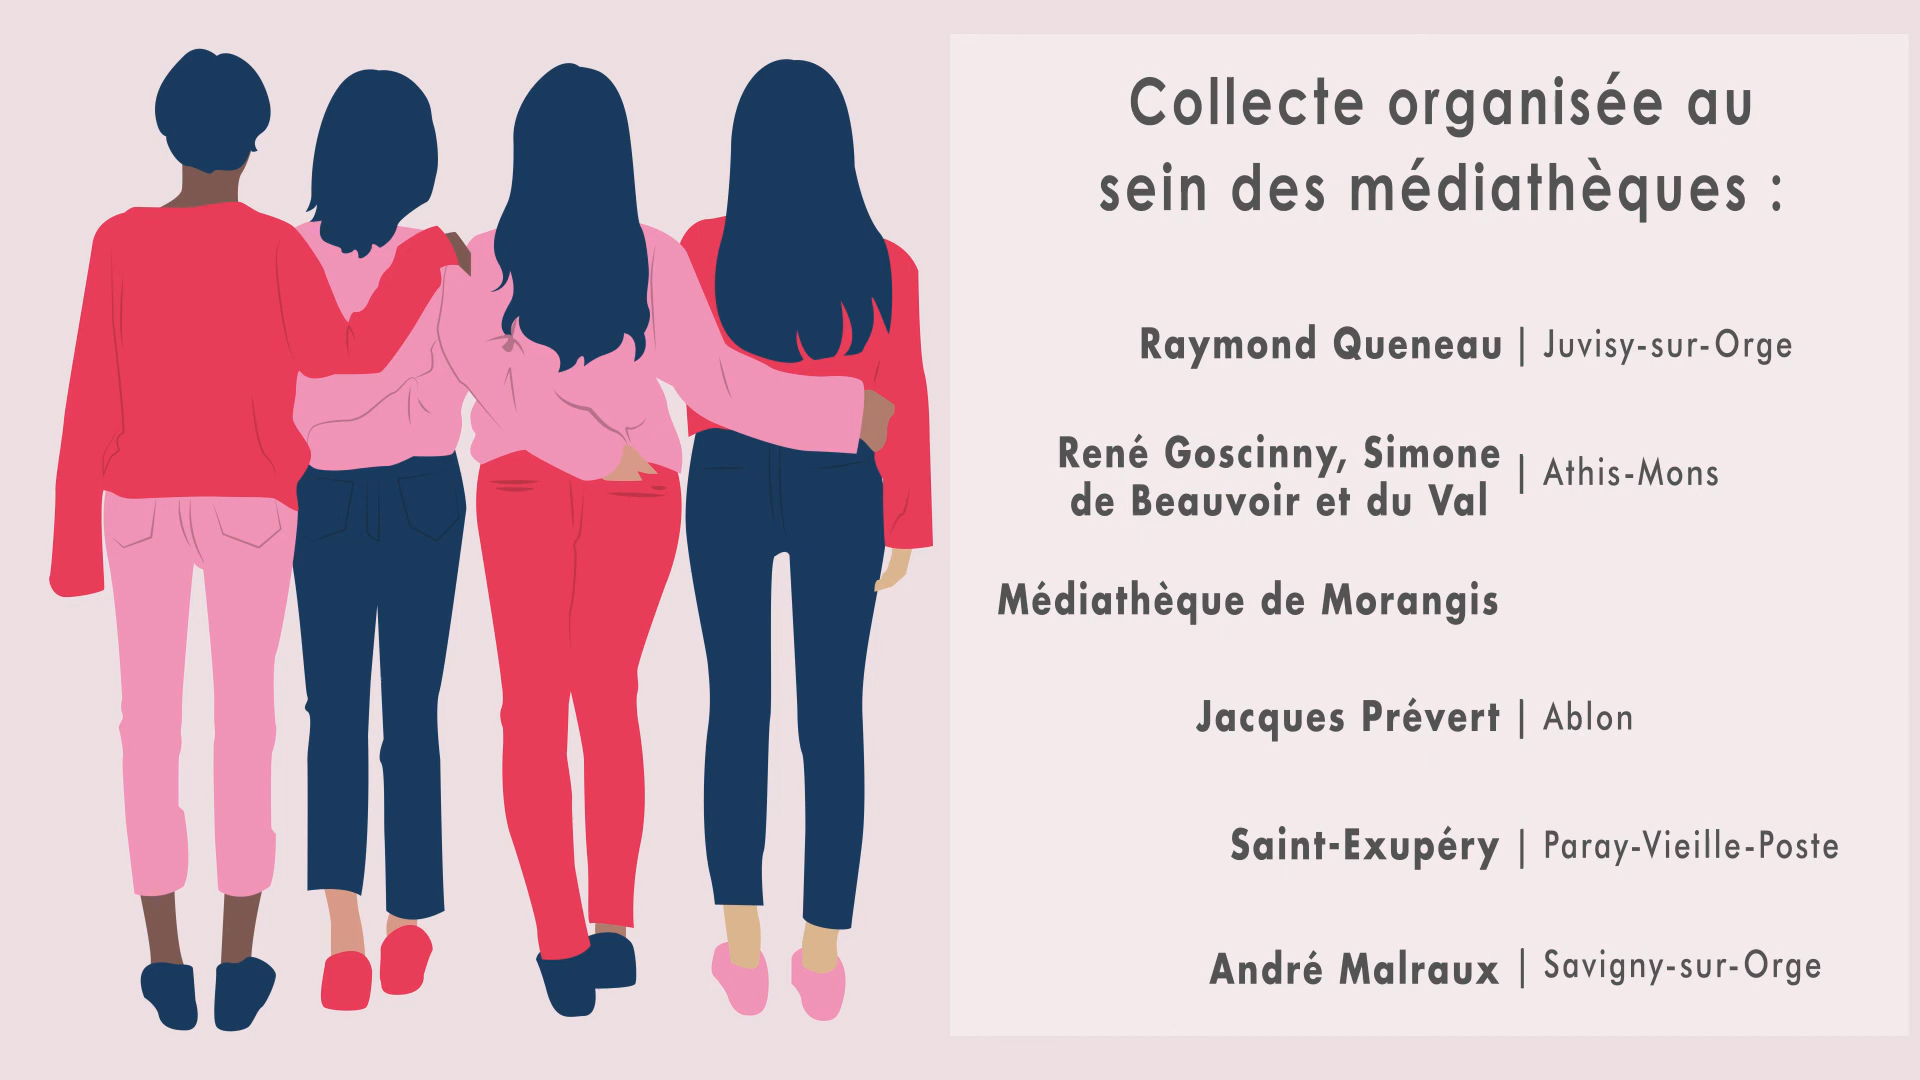 Collecte organisée au
sein des médiathèques :
Raymond Queneau | Juvisy-sur-Orge
René Goscinny, Simone
de Beauvoir et du Val | Athis-Mons
Médiathèque de Morangis
Jacques Prévert | Ablon
Saint-Exupéry | Paray-Vieille-Poste
André Malraux | Savigny-sur-Orge